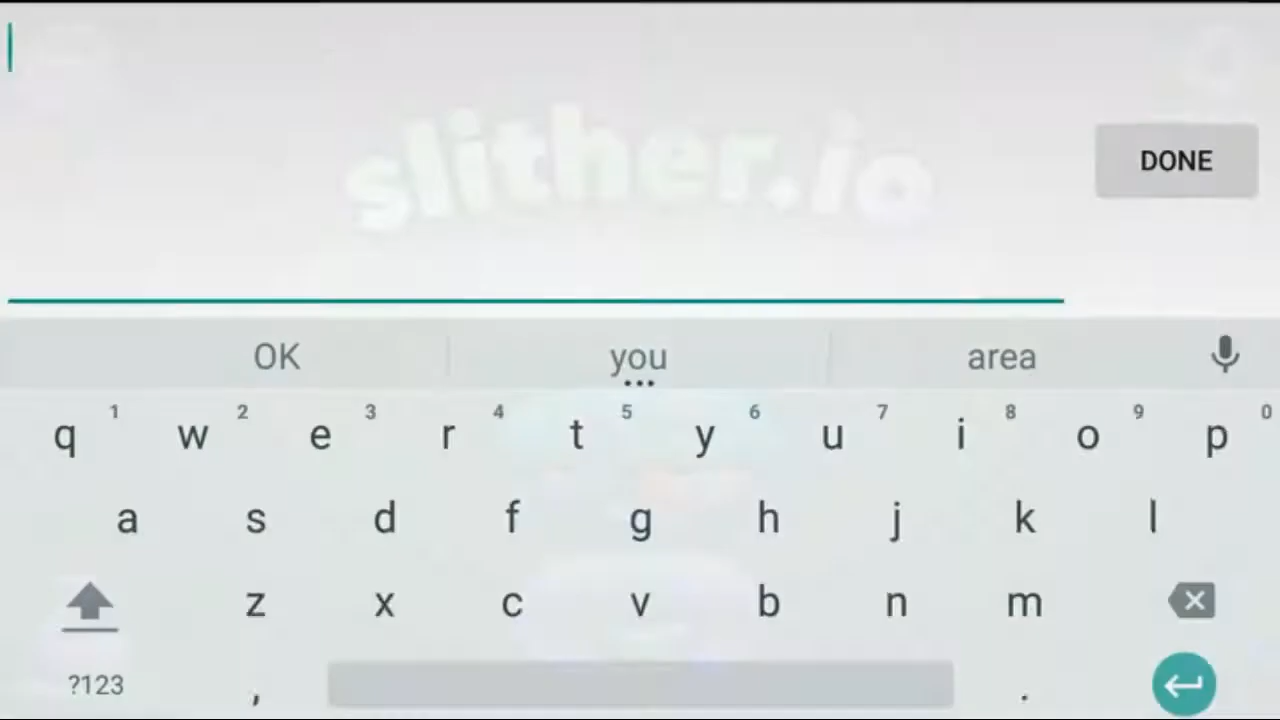 slither.io
DONE
OK you area
1 2 3 4 5 6 7 8 9 0
q w e r t y u i o p
a s d f g h j k l
z x c v b n m
?123 , .